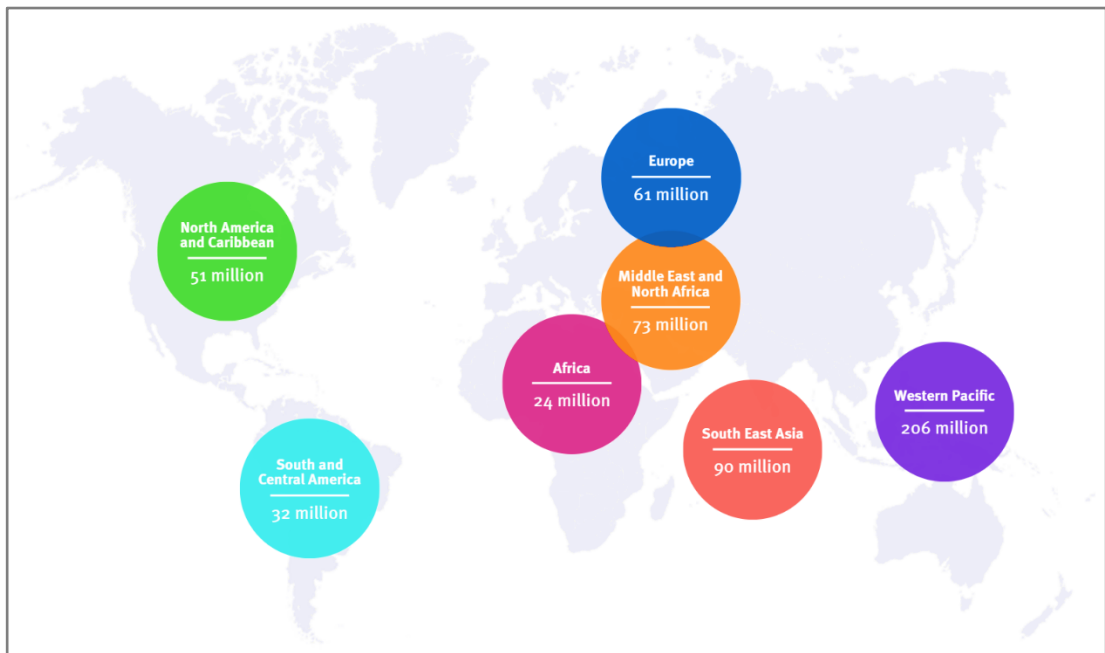 Europe
61 million
North America
and Caribbean
51 million
Middle East and
North Africa
73 million
Africa
24 million
Western Pacific
206 million
South East Asia
90 million
South and
Central America
32 million